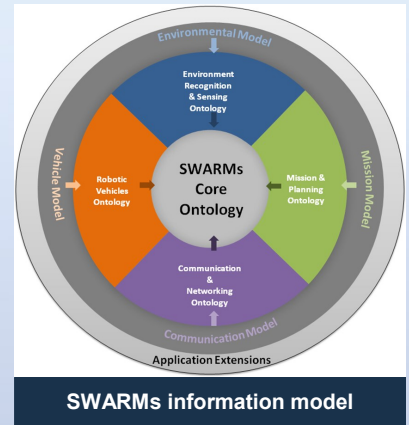 Environmental Model
Environment
Recognition
& Sensing
Ontology
Vehicle Model
Robotic
Vehicles
Ontology
SWARMs
Core
Ontology
Mission &
Planning
Ontology
Mission Model
Communication
&
Networking
Ontology
Communication Model
Application Extensions
SWARMs information model